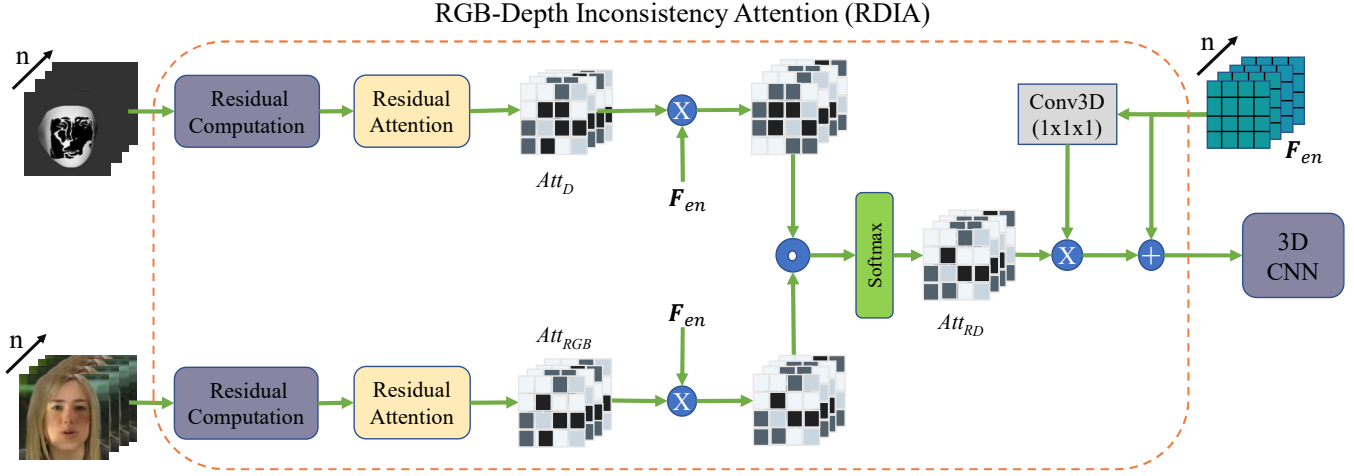 RGB-Depth Inconsistency Attention (RDIA)
n
Residual
Computation
Residual
Attention
Att_D
X
F_en
n
Conv3D
(1x1x1)
F_en
Softmax
Att_RD
X
+
3D
CNN
n
Residual
Computation
Residual
Attention
Att_RGB
F_en
X